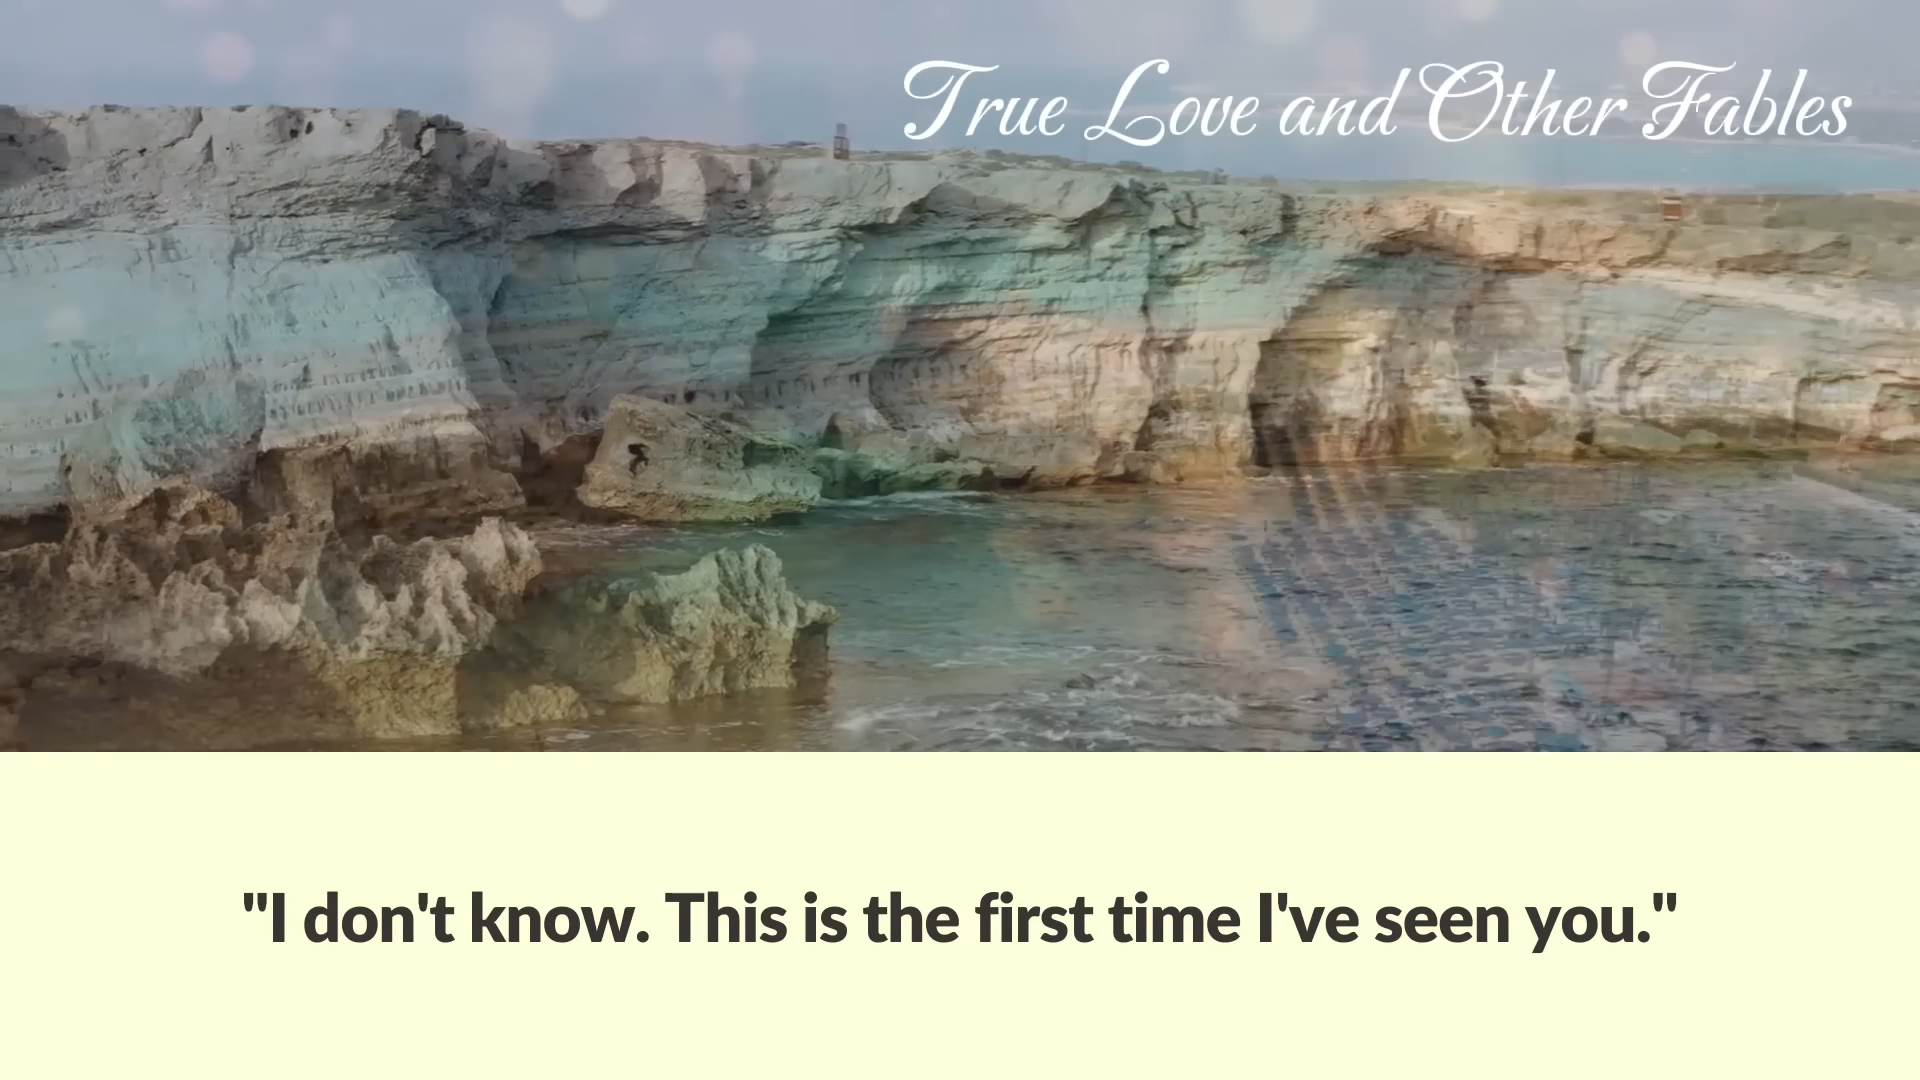 True Love and Other Fables
"I don't know. This is the first time I've seen you."